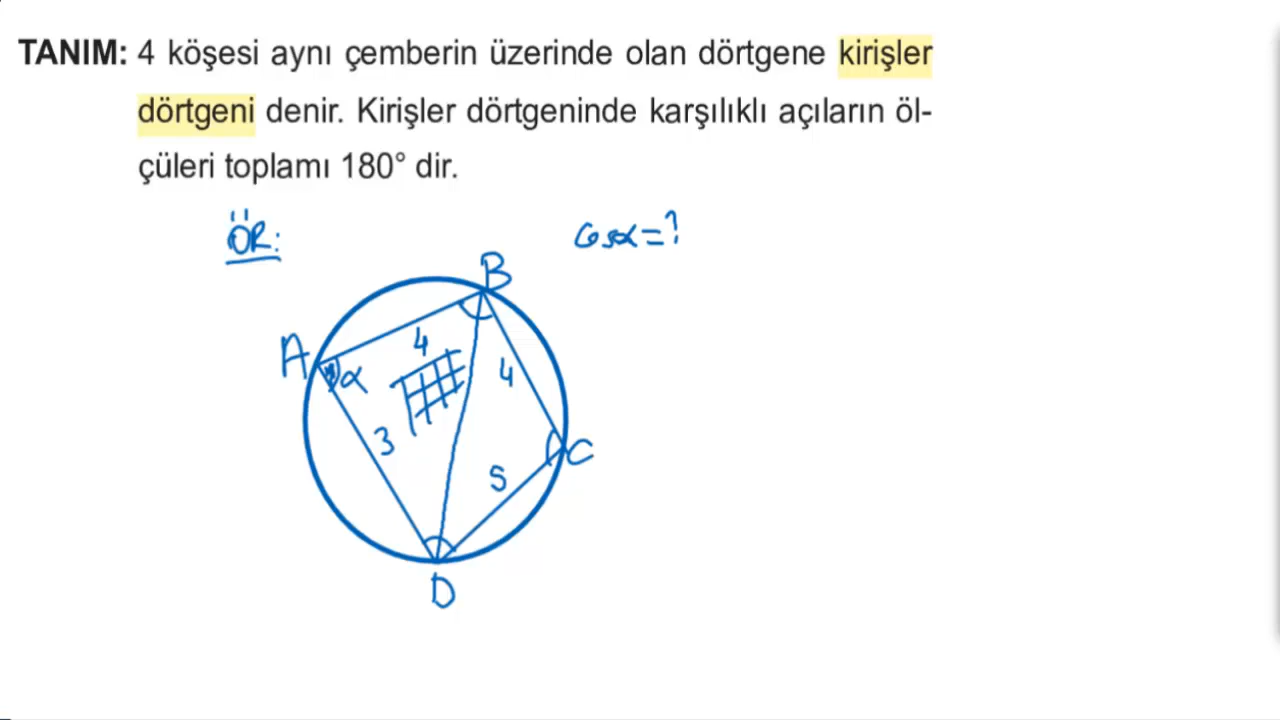 TANIM: 4 köşesi aynı çemberin üzerinde olan dörtgene kirişler
dörtgeni denir. Kirişler dörtgeninde karşılıklı açıların öl-
çüleri toplamı 180° dir.
ÖR:
cosα=?
B
A
4
α
4
3
C
5
D